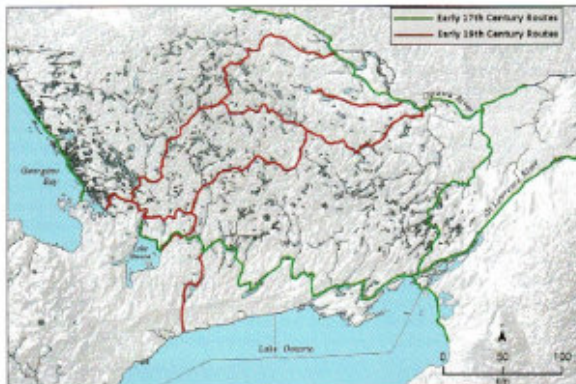 Early 17th Century Routes
Early 19th Century Routes
Georgian
Bay
Ottawa River
St Lawrence River
Lake
Lake Ontario
0 50 100